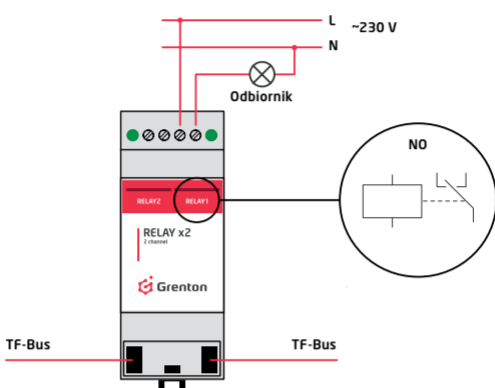 L
~230 V
N
Odbiornik
NO
RELAY2
RELAY1
RELAY x2
2 channel
Grenton
TF-Bus
TF-Bus